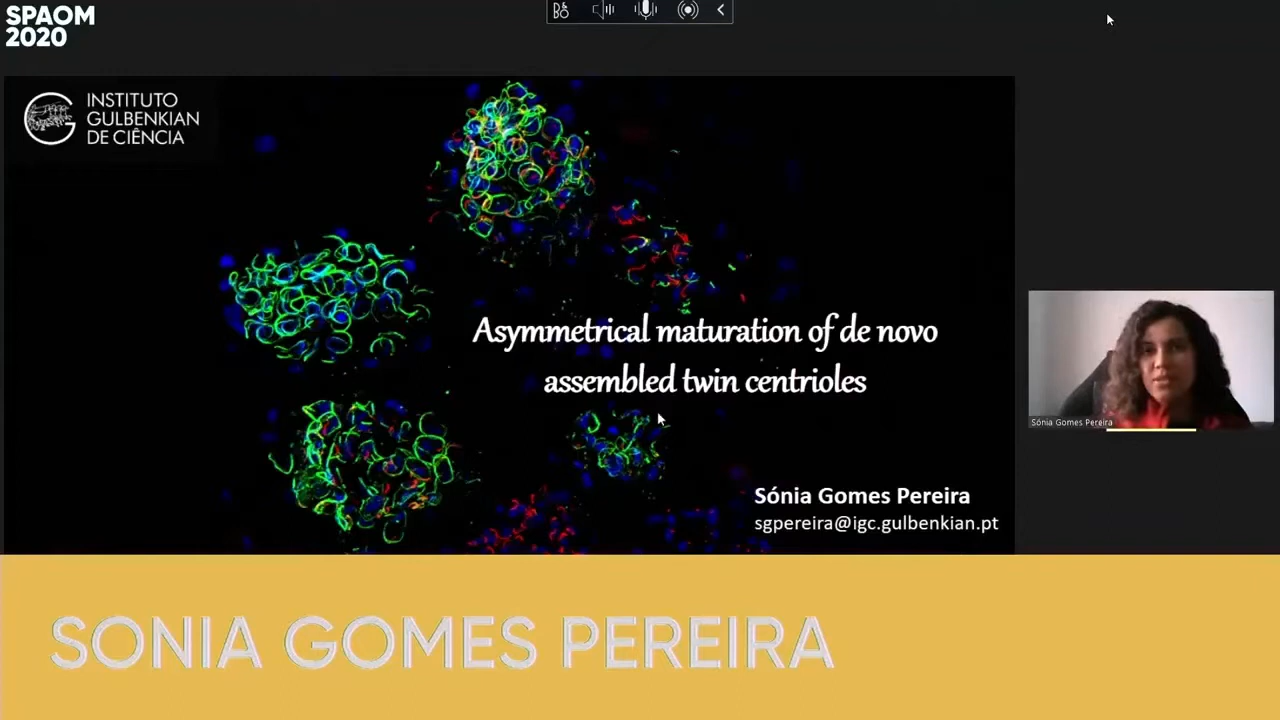 SPAOM
2020
INSTITUTO
GULBENKIAN
DE CIÊNCIA
Asymmetrical maturation of de novo
assembled twin centrioles
Sónia Gomes Pereira
sgpereira@igc.gulbenkian.pt
Sónia Gomes Pereira
SONIA GOMES PEREIRA